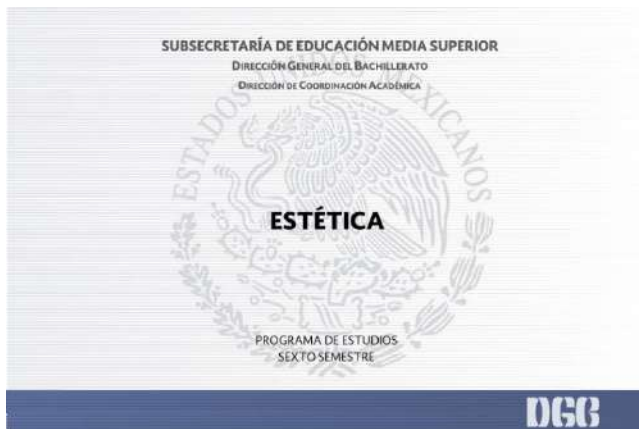 SUBSECRETARÍA DE EDUCACIÓN MEDIA SUPERIOR
DIRECCIÓN GENERAL DEL BACHILLERATO
DIRECCIÓN DE COORDINACIÓN ACADÉMICA
ESTADOS UNIDOS MEXICANOS
ESTÉTICA
PROGRAMA DE ESTUDIOS
SEXTO SEMESTRE
DGB